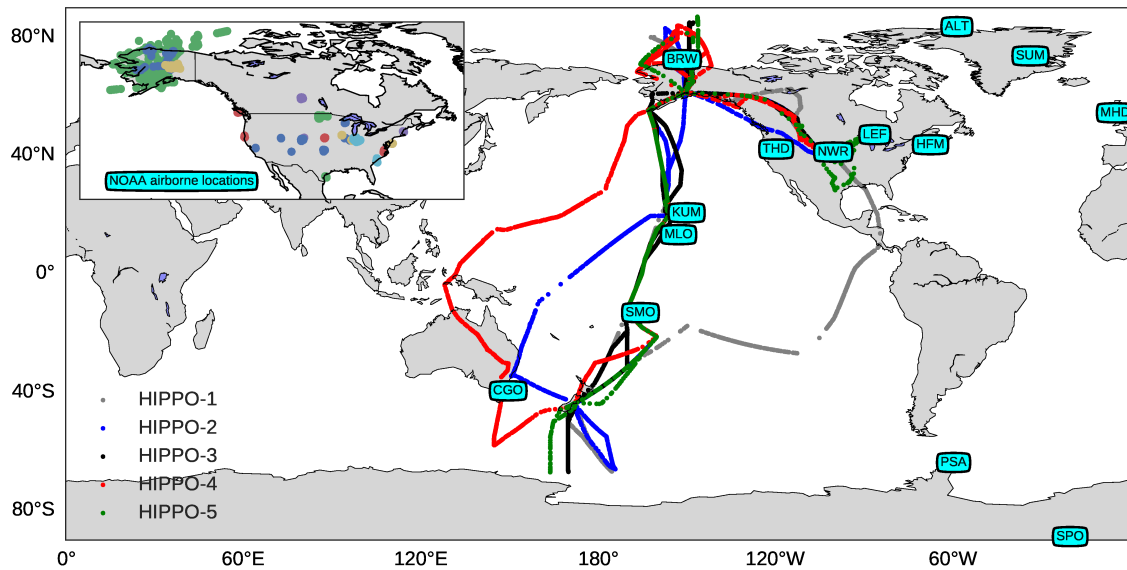 80°N
ALT
SUM
BRW
MHD
40°N
LEF
THD
NWR
HFM
NOAA airborne locations
KUM
MLO
0°
SMO
CGO
40°S
HIPPO-1
HIPPO-2
HIPPO-3
HIPPO-4
HIPPO-5
PSA
80°S
SPO
0°
60°E
120°E
180°
120°W
60°W